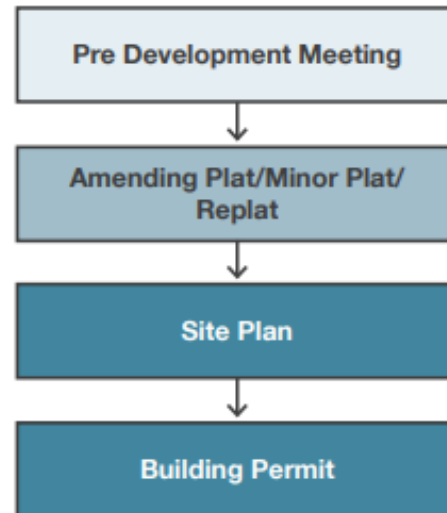 Pre Development Meeting
Amending Plat/Minor Plat/
Replat
Site Plan
Building Permit